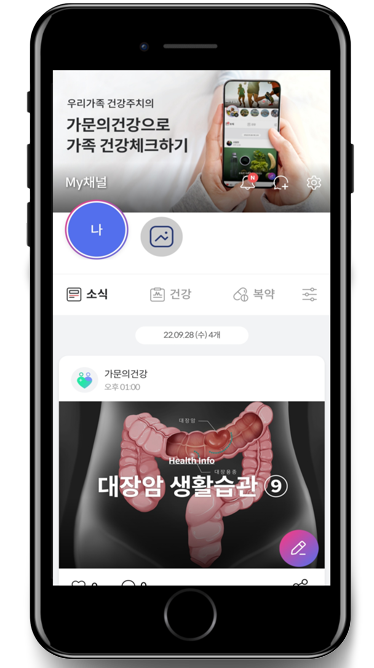 우리가족 건강주치의
가문의건강으로
가족 건강체크하기
My채널
N
나
소식
건강
복약
22.09.28 (수) 4개
가문의건강
오후 01:00
대장암
Health Info
대장용종
대장암 생활습관 ⑨